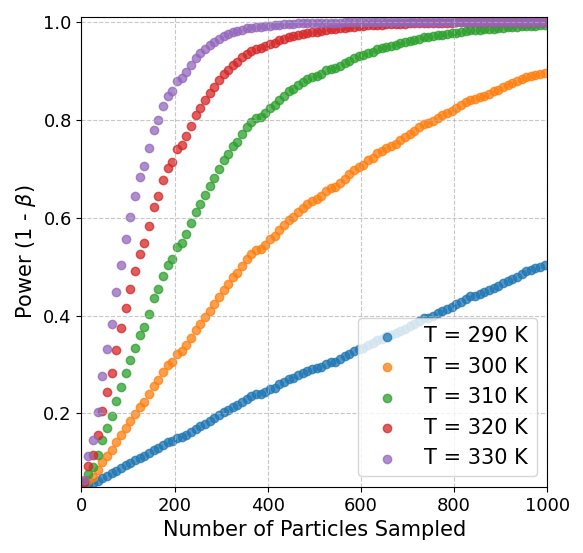 1.0
0.8
0.6
0.4
0.2
Power (1 - β)
0
200
400
600
800
1000
Number of Particles Sampled
T = 290 K
T = 300 K
T = 310 K
T = 320 K
T = 330 K